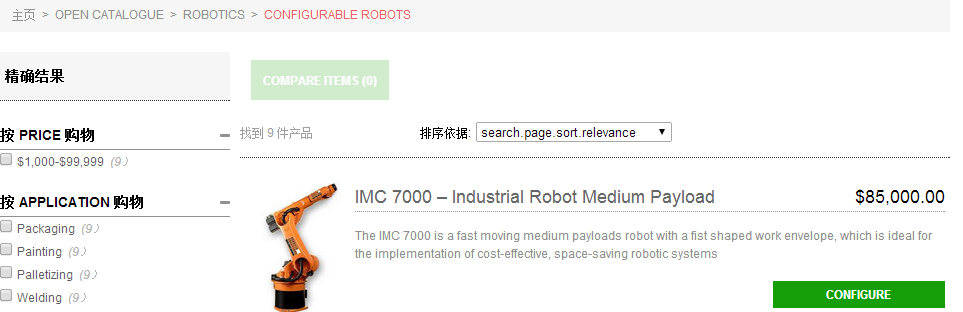 主页 > OPEN CATALOGUE > ROBOTICS > CONFIGURABLE ROBOTS
精确结果
COMPARE ITEMS (0)
找到 9 件产品
排序依据: search.page.sort.relevance
按 PRICE 购物
$1,000-$99,999 (9)
按 APPLICATION 购物
Packaging (9)
Painting (9)
Palletizing (9)
Welding (9)
IMC 7000 – Industrial Robot Medium Payload $85,000.00
The IMC 7000 is a fast moving medium payloads robot with a fist shaped work envelope, which is ideal for
the implementation of cost-effective, space-saving robotic systems
CONFIGURE